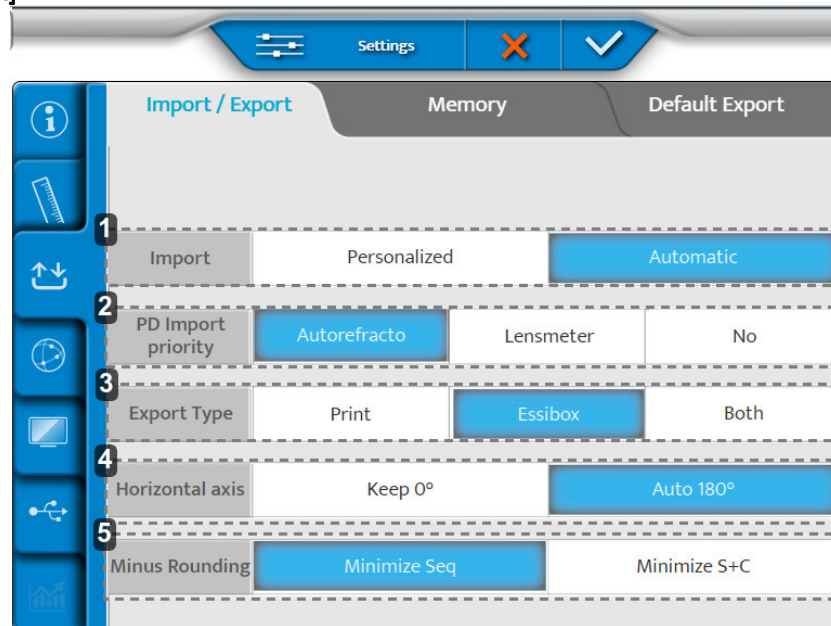 Settings
Import / Export Memory Default Export
1
Import Personalized Automatic
2
PD Import
priority Autorefracto Lensmeter No
3
Export Type Print Essibox Both
4
Horizontal axis Keep 0° Auto 180°
5
Minus Rounding Minimize Seq Minimize S+C